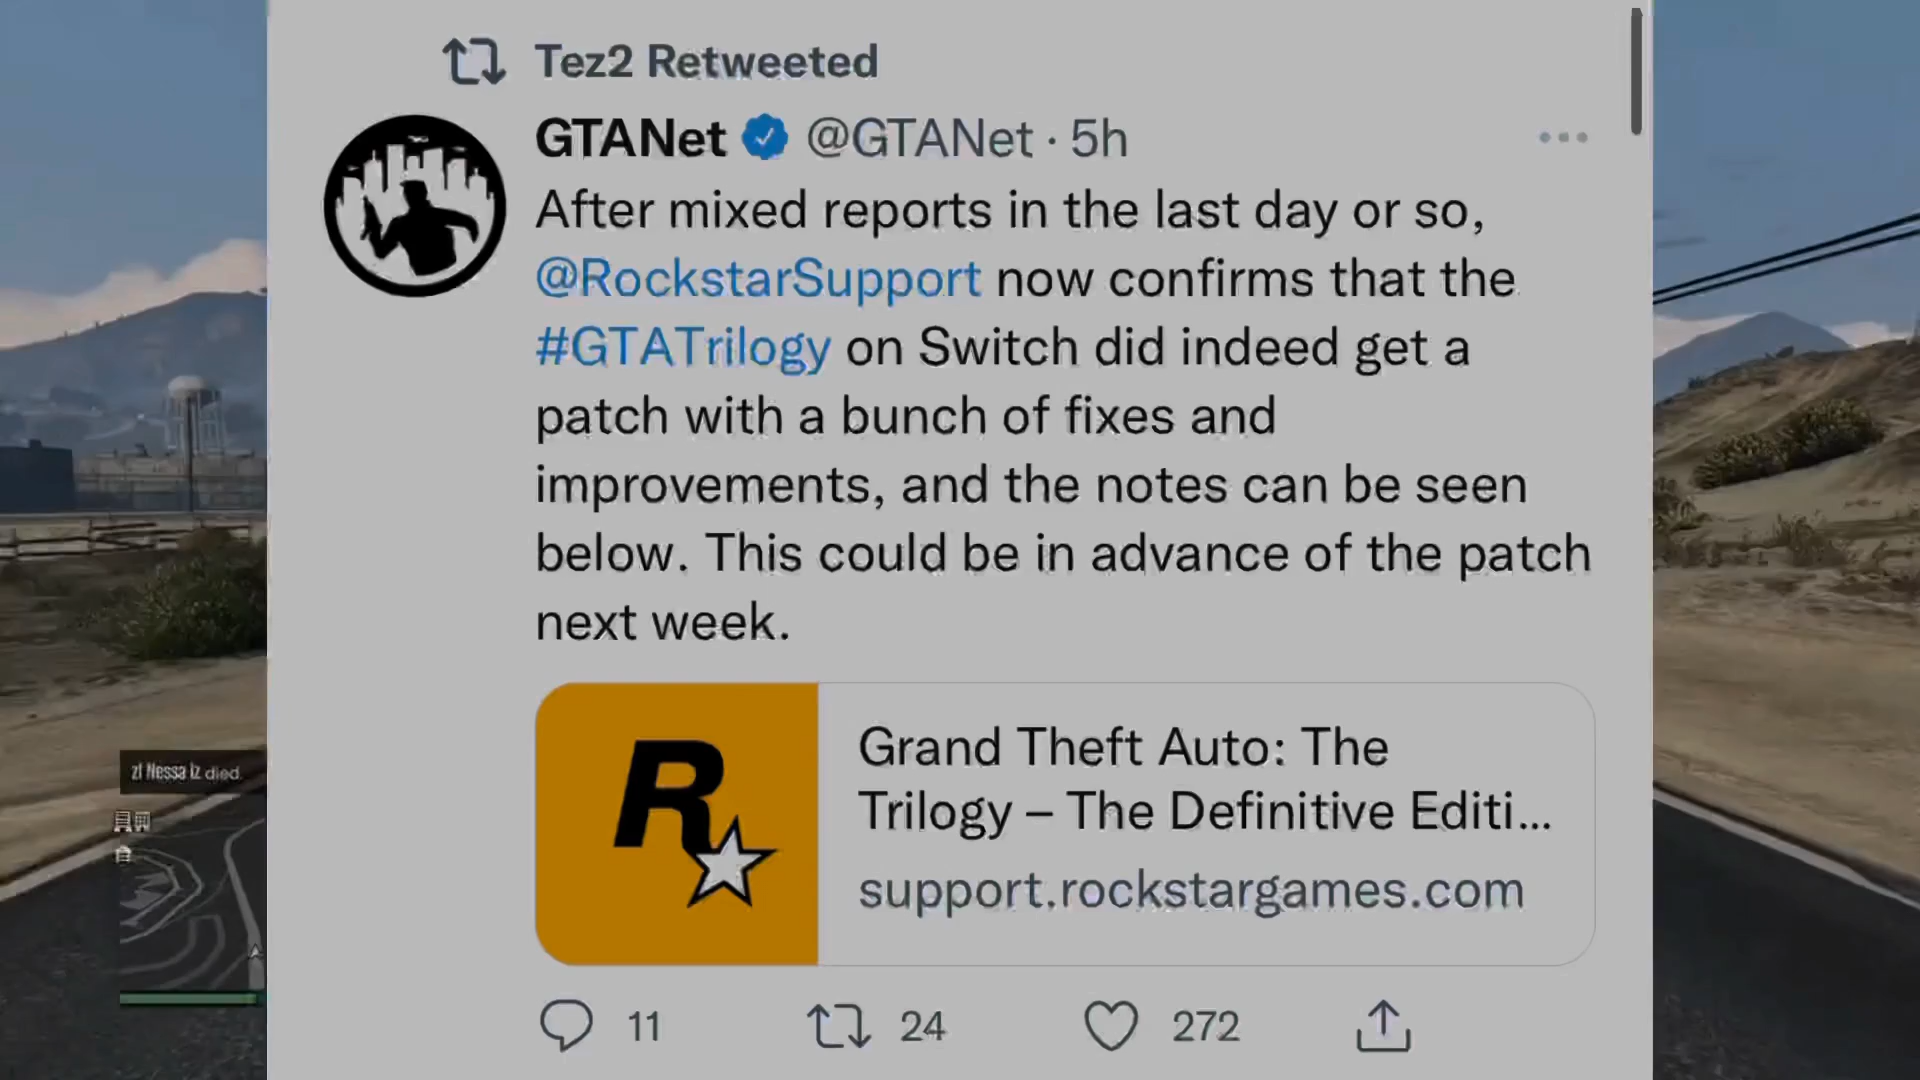 Tez2 Retweeted
GTANet @GTANet · 5h
After mixed reports in the last day or so,
@RockstarSupport now confirms that the
#GTATrilogy on Switch did indeed get a
patch with a bunch of fixes and
improvements, and the notes can be seen
below. This could be in advance of the patch
next week.
R
Grand Theft Auto: The
Trilogy – The Definitive Editi...
support.rockstargames.com
11 24 272
zl Nessa lz died.